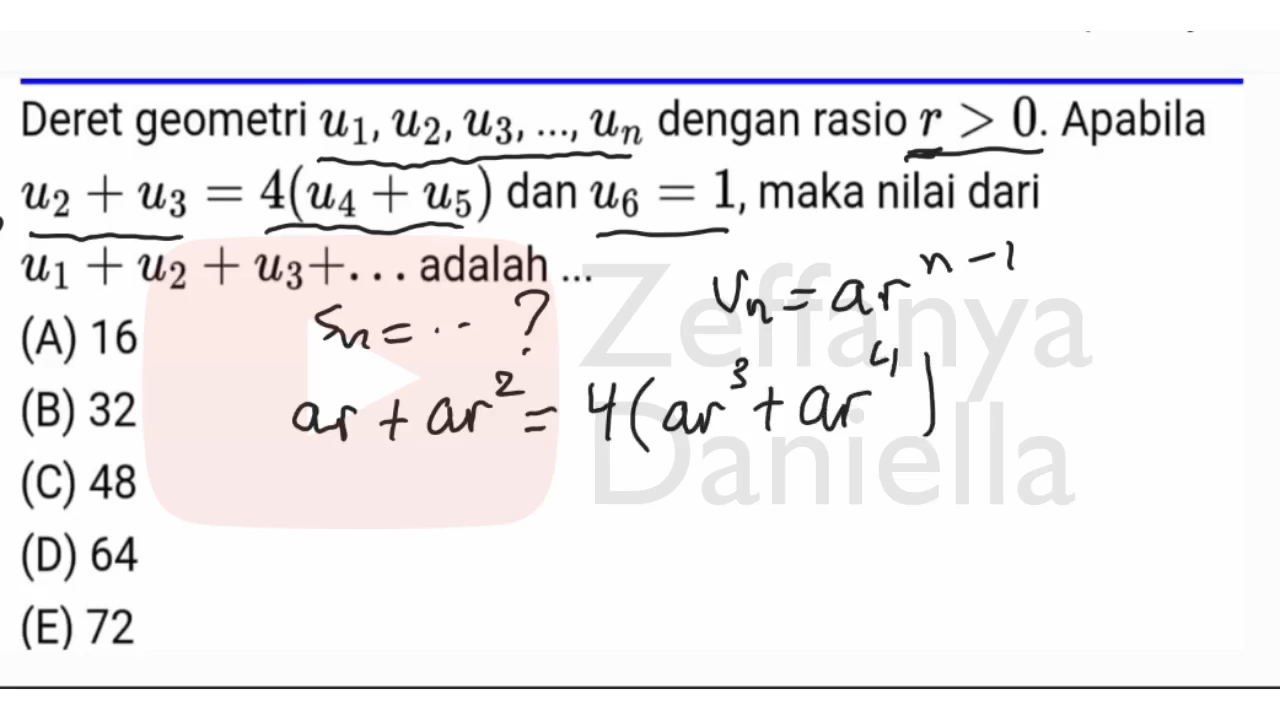 Deret geometri u₁, u₂, u₃, ..., uₙ dengan rasio r > 0. Apabila
u₂ + u₃ = 4(u₄ + u₅) dan u₆ = 1, maka nilai dari
u₁ + u₂ + u₃+... adalah ...
Uₙ = arⁿ⁻¹
(A) 16
Sₙ = ... ?
ar + ar² = 4(ar³ + ar⁴)
(B) 32
(C) 48
(D) 64
(E) 72
Zeffanya
Daniella